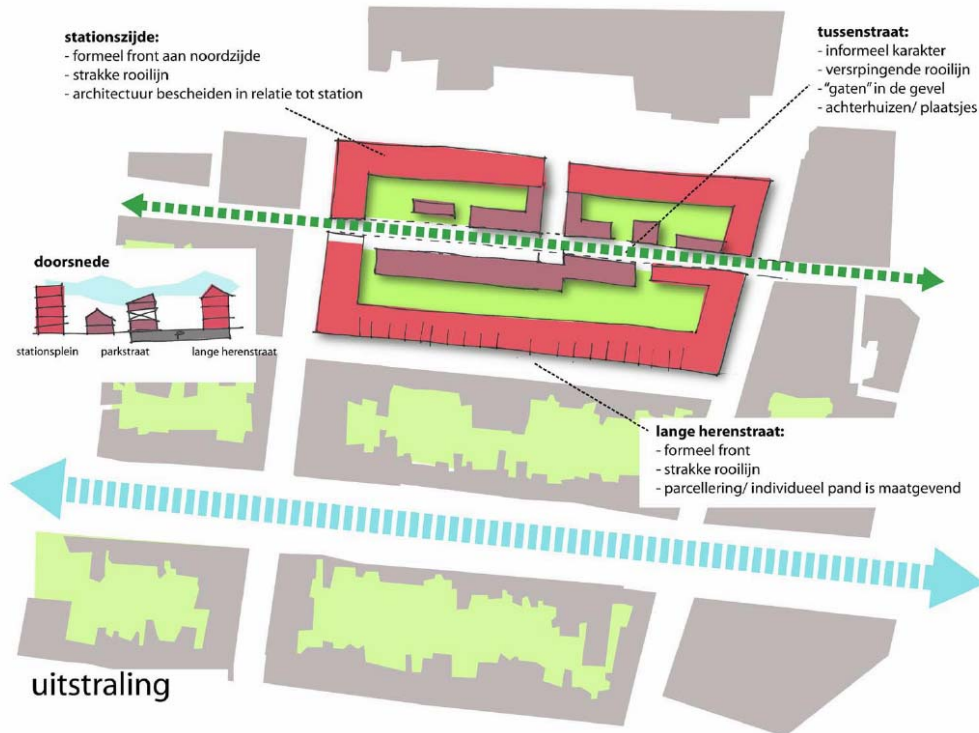 stationszijde:
- formeel front aan noordzijde
- strakke rooilijn
- architectuur bescheiden in relatie tot station
tussenstraat:
- informeel karakter
- versrpingende rooilijn
- "gaten" in de gevel
- achterhuizen/ plaatsjes
doorsnede
P
stationsplein
parkstraat
lange herenstraat
lange herenstraat:
- formeel front
- strakke rooilijn
- parcellering/ individueel pand is maatgevend
uitstraling